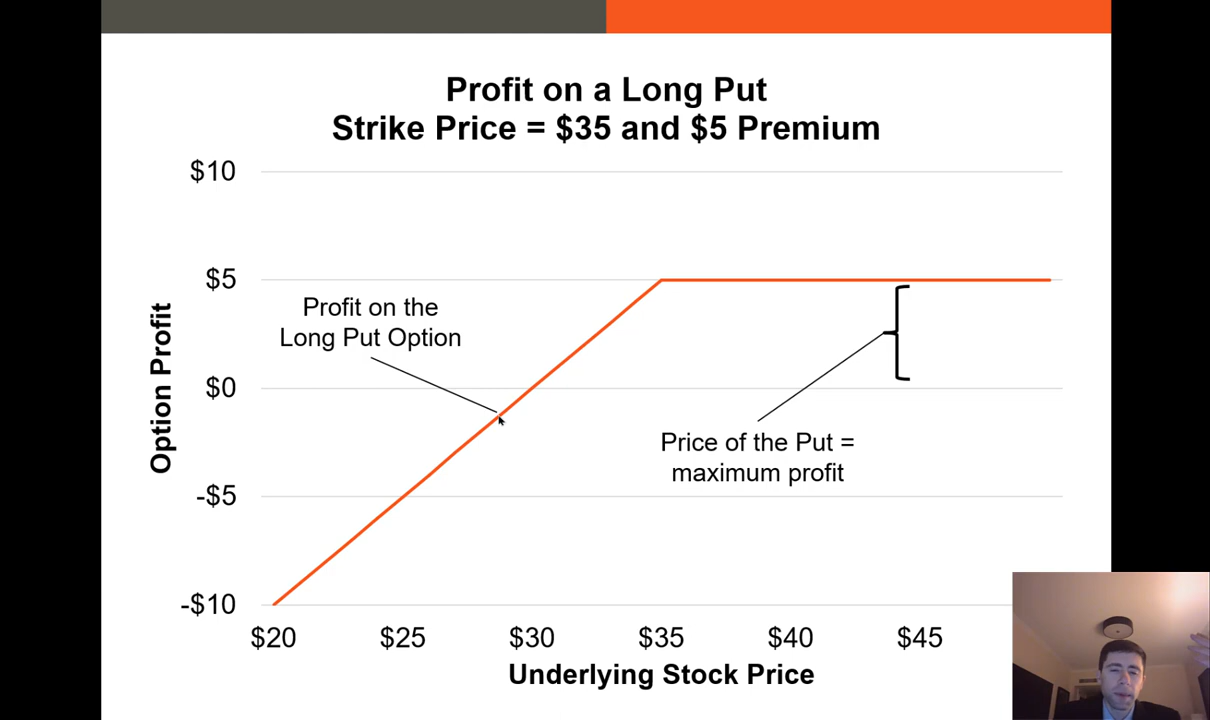 Profit on a Long Put
Strike Price = $35 and $5 Premium
$10
$5
$0
-$5
-$10
Option Profit
Profit on the
Long Put Option
Price of the Put =
maximum profit
$20
$25
$30
$35
$40
$45
Underlying Stock Price